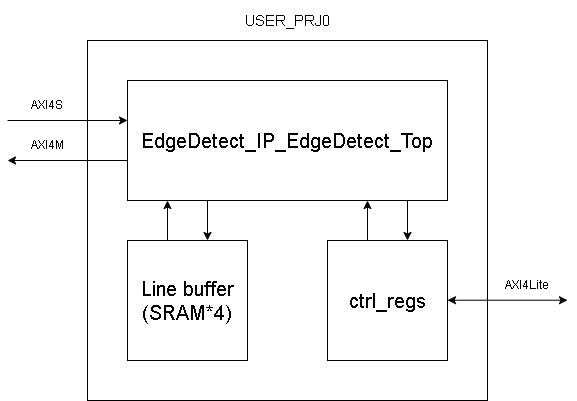 USER_PRJ0
AXI4S
AXI4M
EdgeDetect_IP_EdgeDetect_Top
Line buffer
(SRAM*4)
ctrl_regs
AXI4Lite